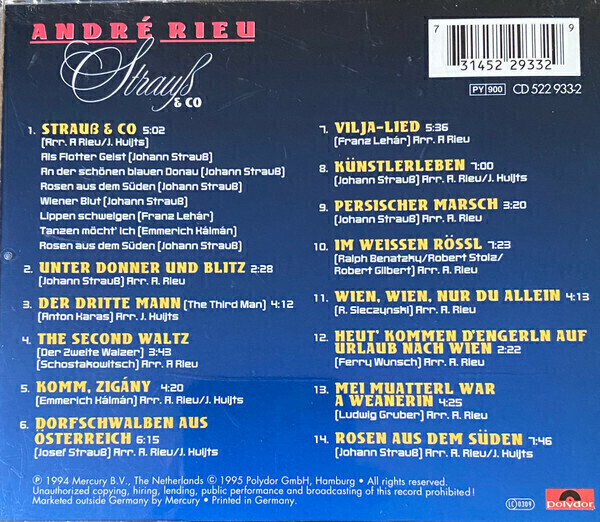 ANDRÉ RIEU
Strauß
& CO
7 31452 29332 9
PY 900 CD 522 933-2
1. STRAUß & CO 5:02
(Arr. A Rieu/J. Huijts)
Als Flotter Geist (Johann Strauß)
An der schönen blauen Donau (Johann Strauß)
Rosen aus dem Süden (Johann Strauß)
Wiener Blut (Johann Strauß)
Lippen schweigen (Franz Lehár)
Tanzen möcht' ich (Emmerich Kálmán)
Rosen aus dem Süden (Johann Strauß)
2. UNTER DONNER UND BLITZ 2:28
(Johann Strauß) Arr. A. Rieu
3. DER DRITTE MANN (The Third Man) 4:12
(Anton Karas) Arr. J. Huijts
4. THE SECOND WALTZ
(Der Zweite Walzer) 3:43
(Schostakowitsch) Arr. A Rieu
5. KOMM, ZIGÁNY 4:20
(Emmerich Kálmán) Arr. A. Rieu/J. Huijts
6. DORFSCHWALBEN AUS
ÖSTERREICH 6:15
(Josef Strauß) Arr. A. Rieu/J. Huijts
7. VILJA-LIED 5:36
(Franz Lehár) Arr. A Rieu
8. KÜNSTLERLEBEN 7:00
(Johann Strauß) Arr. A. Rieu/J. Huijts
9. PERSISCHER MARSCH 3:20
(Johann Strauß) Arr. A. Rieu
10. IM WEISSEN RÖSSL 7:23
(Ralph Benatzky/Robert Stolz/
Robert Gilbert) Arr. A. Rieu/J. Huijts
11. WIEN, WIEN, NUR DU ALLEIN 4:13
(R. Sieczynski) Arr. A. Rieu
12. HEUT' KOMMEN D'ENGERLN AUF
URLAUB NACH WIEN 2:22
(Ferry Wunsch) Arr. A. Rieu
13. MEI MUATTERL WAR
A WEANERIN 4:25
(Ludwig Gruber) Arr. A. Rieu
14. ROSEN AUS DEM SÜDEN 7:46
(Johann Strauß) Arr. A. Rieu/J. Huijts
℗ 1994 Mercury B.V., The Netherlands © 1995 Polydor GmbH, Hamburg • All rights reserved.
Unauthorized copying, hiring, lending, public performance and broadcasting of this record prohibited!
Marketed outside Germany by Mercury • Printed in Germany.
LC 0309
Polydor